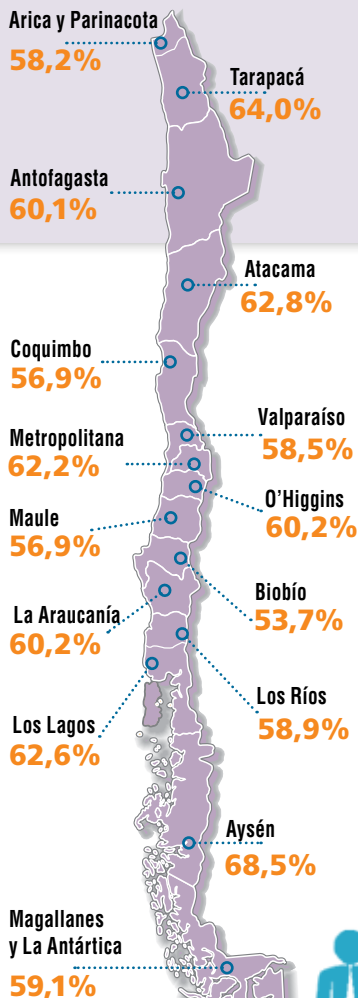 Arica y Parinacota
58,2%
Tarapacá
64,0%
Antofagasta
60,1%
Atacama
62,8%
Coquimbo
56,9%
Valparaíso
58,5%
Metropolitana
62,2%
O'Higgins
60,2%
Maule
56,9%
Biobío
53,7%
La Araucanía
60,2%
Los Ríos
58,9%
Los Lagos
62,6%
Aysén
68,5%
Magallanes
y La Antártica
59,1%